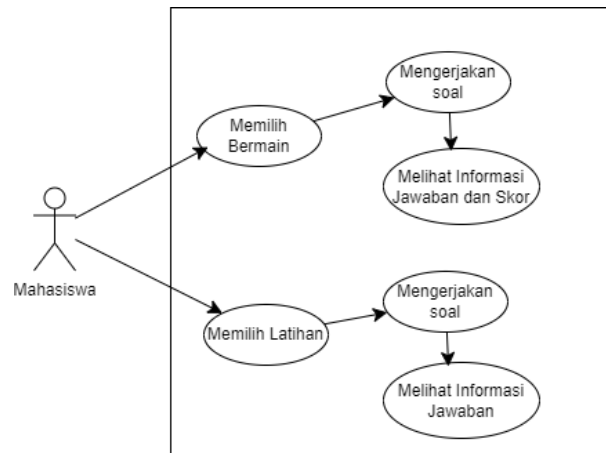 Mengerjakan
soal
Memilih
Bermain
Melihat Informasi
Jawaban dan Skor
Mahasiswa
Mengerjakan
soal
Memilih Latihan
Melihat Informasi
Jawaban